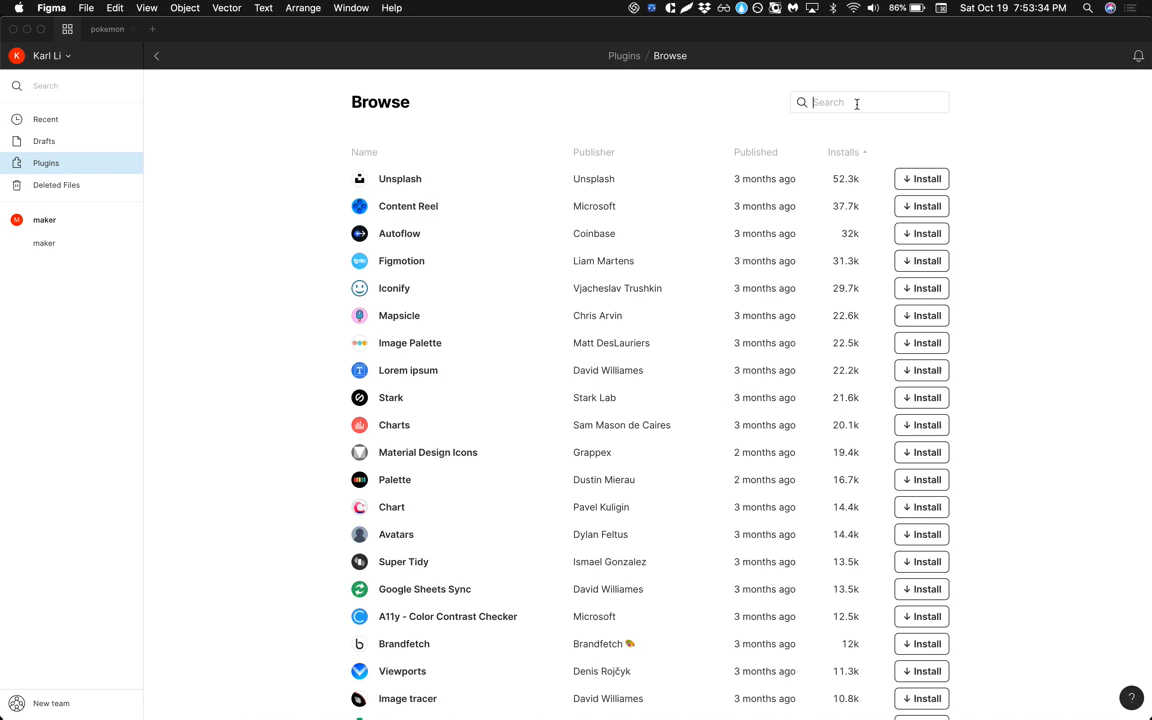 Figma File Edit View Object Vector Text Arrange Window Help 86% Sat Oct 19 7:53:34 PM
pokemon
Karl Li Plugins / Browse
Search
Browse Search
Recent
Drafts
Plugins
Deleted Files
M maker
maker
New team
Name Publisher Published Installs
Unsplash Unsplash 3 months ago 52.3k Install
Content Reel Microsoft 3 months ago 37.7k Install
Autoflow Coinbase 3 months ago 32k Install
Figmotion Liam Martens 3 months ago 31.3k Install
Iconify Vjacheslav Trushkin 3 months ago 29.7k Install
Mapsicle Chris Arvin 3 months ago 22.6k Install
Image Palette Matt DesLauriers 3 months ago 22.5k Install
Lorem ipsum David Williames 3 months ago 22.2k Install
Stark Stark Lab 3 months ago 21.6k Install
Charts Sam Mason de Caires 3 months ago 20.1k Install
Material Design Icons Grappex 2 months ago 19.4k Install
Palette Dustin Mierau 2 months ago 16.7k Install
Chart Pavel Kuligin 3 months ago 14.4k Install
Avatars Dylan Feltus 3 months ago 14.4k Install
Super Tidy Ismael Gonzalez 3 months ago 13.5k Install
Google Sheets Sync David Williames 3 months ago 13.5k Install
A11y - Color Contrast Checker Microsoft 3 months ago 12.5k Install
Brandfetch Brandfetch 3 months ago 12k Install
Viewports Denis Rojčyk 3 months ago 11.3k Install
Image tracer David Williames 3 months ago 10.8k Install
?